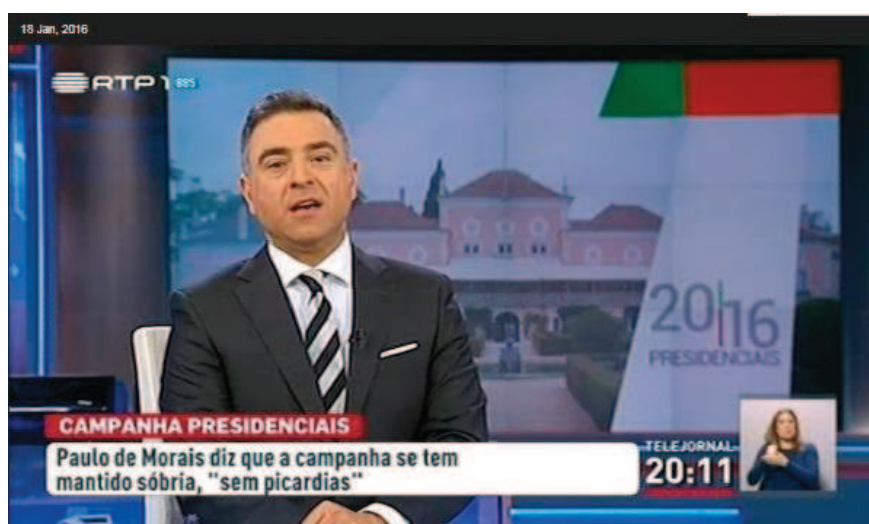 18 Jan, 2016
RTP 1 885
20|16
PRESIDENCIAIS
CAMPANHA PRESIDENCIAIS
Paulo de Morais diz que a campanha se tem
mantido sóbria, "sem picardias"
TELEJORNAL
20:11